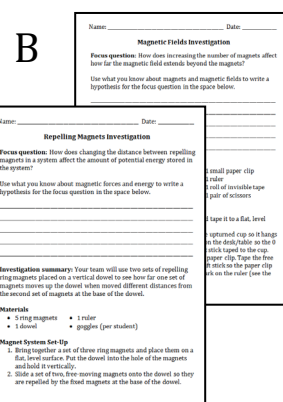 B
Name: Date:
Magnetic Fields Investigation
Focus question: How does increasing the number of magnets affect
how far the magnetic field extends beyond the magnets?
Use what you know about magnets and magnetic fields to write a
hypothesis for the focus question in the space below.
small paper clip
ruler
roll of invisible tape
pair of scissors
tape it to a flat, level
upturned cup so it hangs
on the desk/table so the 0
stick taped to the cup.
paper clip. Tape the free
ft stick so the paper clip
rk on the ruler (see the
Name: Date:
Repelling Magnets Investigation
Focus question: How does changing the distance between repelling
magnets in a system affect the amount of potential energy stored in
the system?
Use what you know about magnetic forces and energy to write a
hypothesis for the focus question in the space below.
Investigation summary: Your team will use two sets of repelling
ring magnets placed on a vertical dowel to see how far one set of
magnets moves up the dowel when moved different distances from
the second set of magnets at the base of the dowel.
Materials
• 5 ring magnets • 1 ruler
• 1 dowel • goggles (per student)
Magnet System Set-Up
1. Bring together a set of three ring magnets and place them on a
flat, level surface. Put the dowel into the hole of the magnets
and hold it vertically.
2. Slide a set of two, free-moving magnets onto the dowel so they
are repelled by the fixed magnets at the base of the dowel.